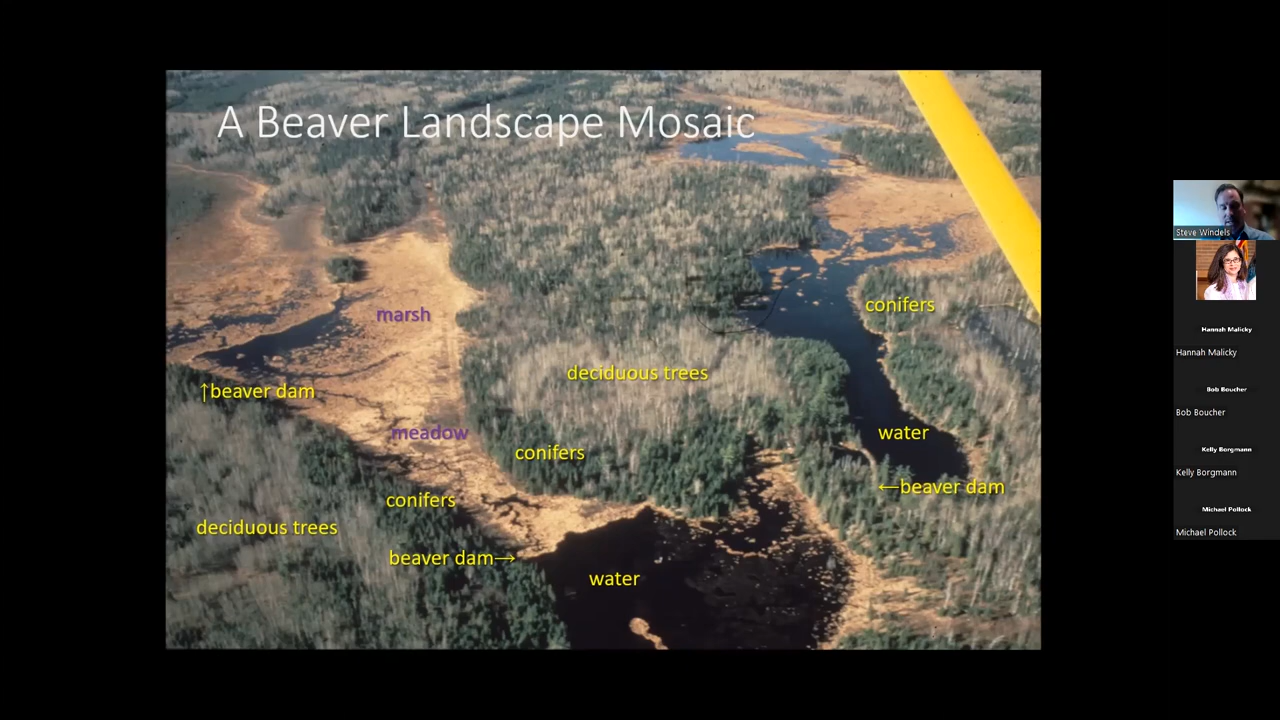 A Beaver Landscape Mosaic
conifers
marsh
deciduous trees
↑beaver dam
meadow
water
conifers
←beaver dam
conifers
deciduous trees
beaver dam→
water
Steve Windels
Hannah Malicky
Hannah Malicky
Bob Boucher
Bob Boucher
Kelly Borgmann
Kelly Borgmann
Michael Pollock
Michael Pollock